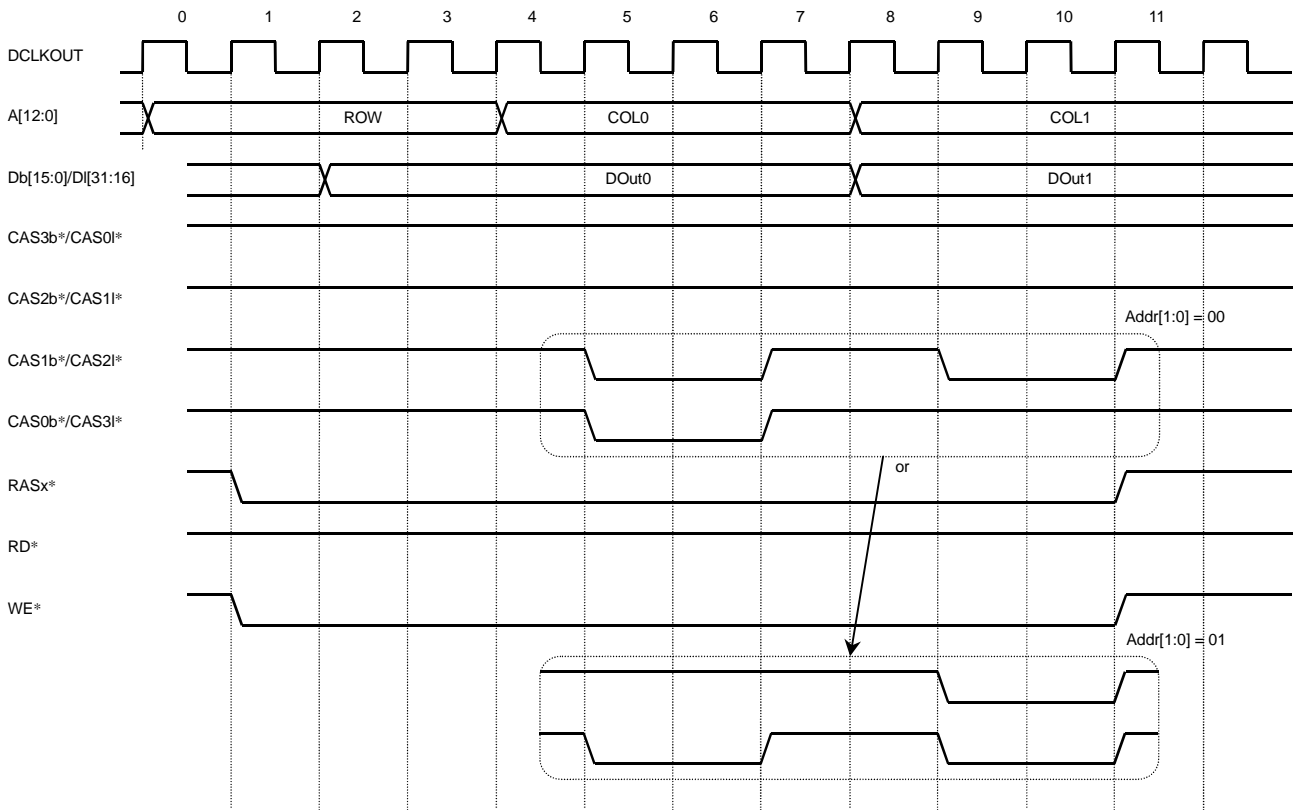 0 1 2 3 4 5 6 7 8 9 10 11
DCLKOUT
A[12:0] ROW COL0 COL1
Db[15:0]/Dl[31:16] DOut0 DOut1
CAS3b*/CAS0l*
CAS2b*/CAS1l*
Addr[1:0] = 00
CAS1b*/CAS2l*
CAS0b*/CAS3l*
or
RASx*
RD*
WE*
Addr[1:0] = 01